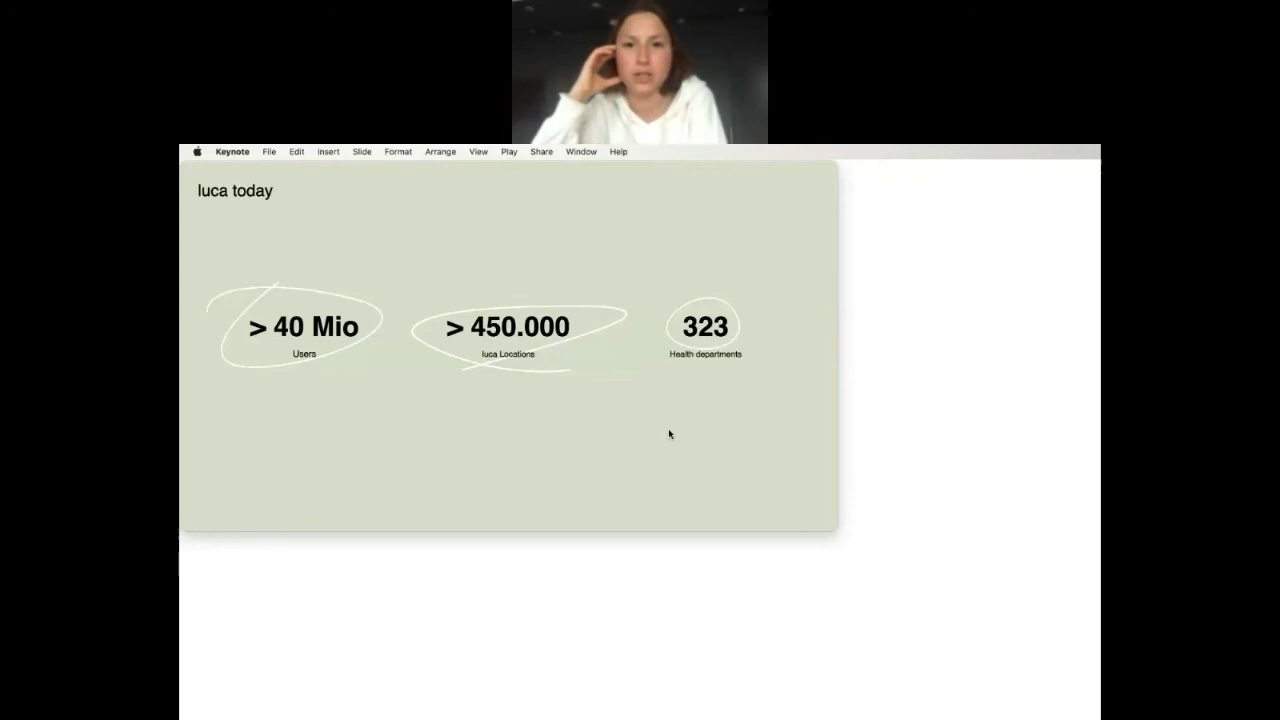 Keynote File Edit Insert Slide Format Arrange View Play Share Window Help
luca today
> 40 Mio
Users
> 450.000
luca Locations
323
Health departments